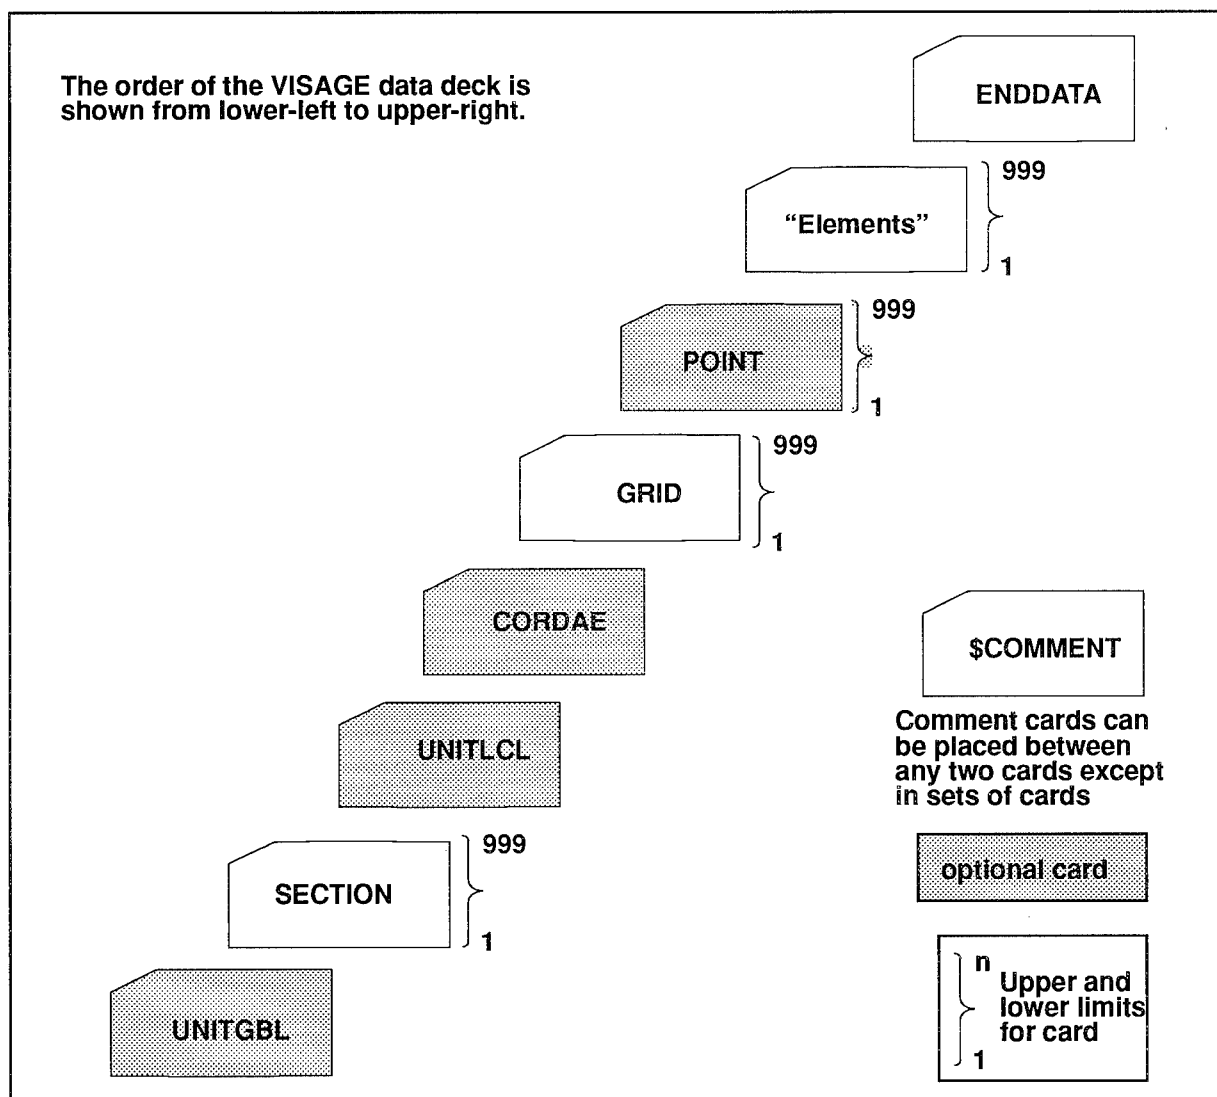 The order of the VISAGE data deck is
shown from lower-left to upper-right.
ENDDATA
999
“Elements”
1
999
POINT
1
999
GRID
1
CORDAE
$COMMENT
Comment cards can
be placed between
any two cards except
in sets of cards
UNITLCL
999
SECTION
1
optional card
n
Upper and
lower limits
for card
1
UNITGBL